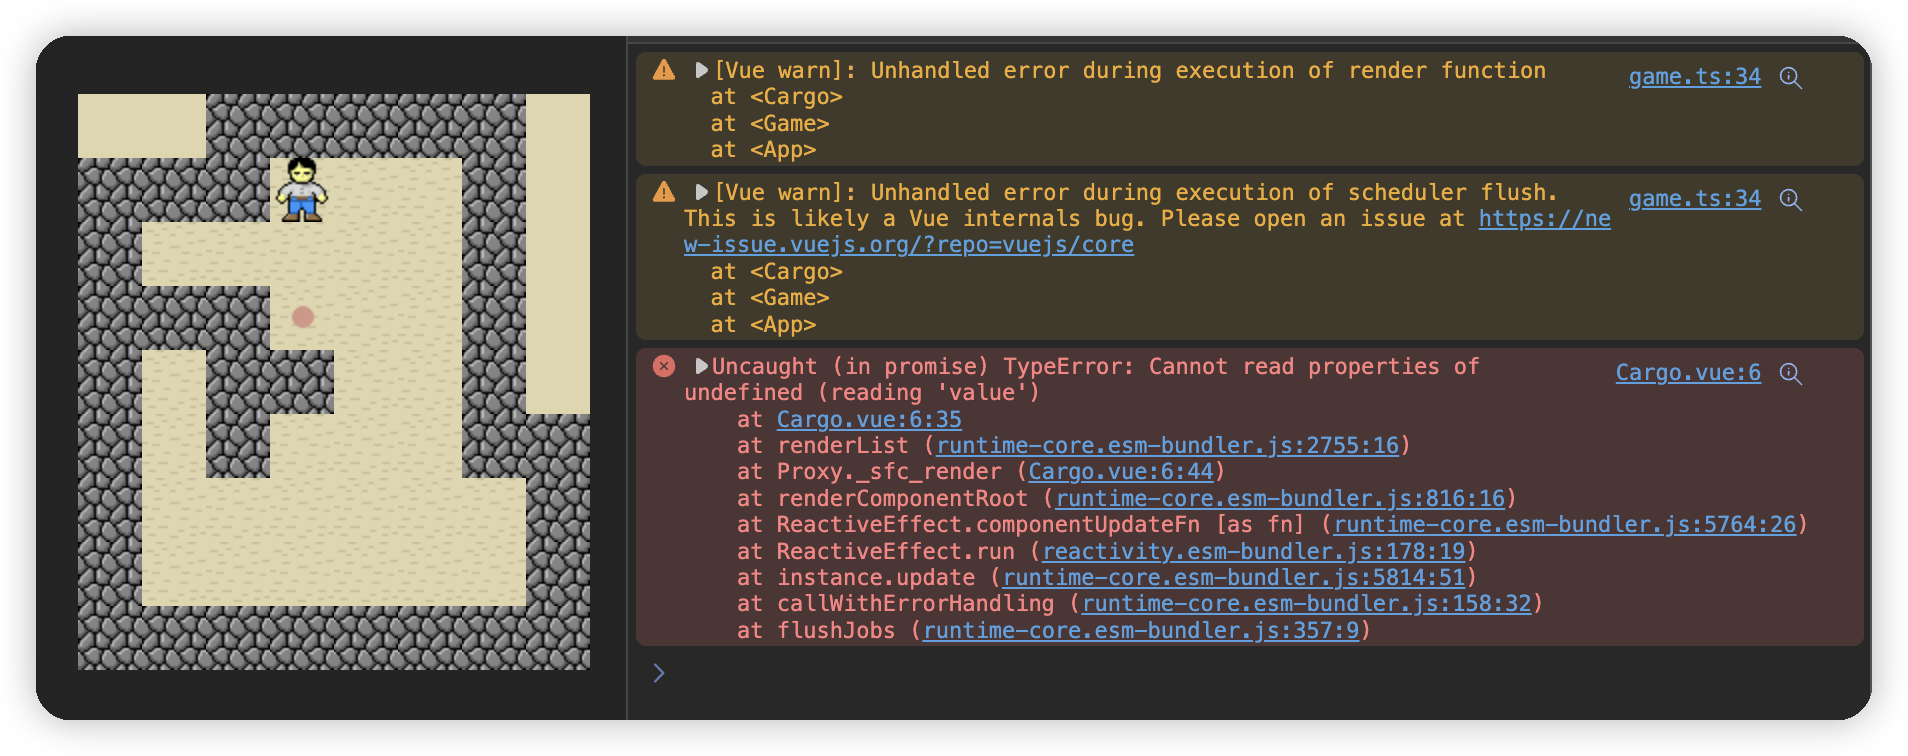 [Vue warn]: Unhandled error during execution of render function
game.ts:34
at <Cargo>
at <Game>
at <App>
[Vue warn]: Unhandled error during execution of scheduler flush.
game.ts:34
This is likely a Vue internals bug. Please open an issue at https://ne
w-issue.vuejs.org/?repo=vuejs/core
at <Cargo>
at <Game>
at <App>
Uncaught (in promise) TypeError: Cannot read properties of
Cargo.vue:6
undefined (reading 'value')
at Cargo.vue:6:35
at renderList (runtime-core.esm-bundler.js:2755:16)
at Proxy._sfc_render (Cargo.vue:6:44)
at renderComponentRoot (runtime-core.esm-bundler.js:816:16)
at ReactiveEffect.componentUpdateFn [as fn] (runtime-core.esm-bundler.js:5764:26)
at ReactiveEffect.run (reactivity.esm-bundler.js:178:19)
at instance.update (runtime-core.esm-bundler.js:5814:51)
at callWithErrorHandling (runtime-core.esm-bundler.js:158:32)
at flushJobs (runtime-core.esm-bundler.js:357:9)